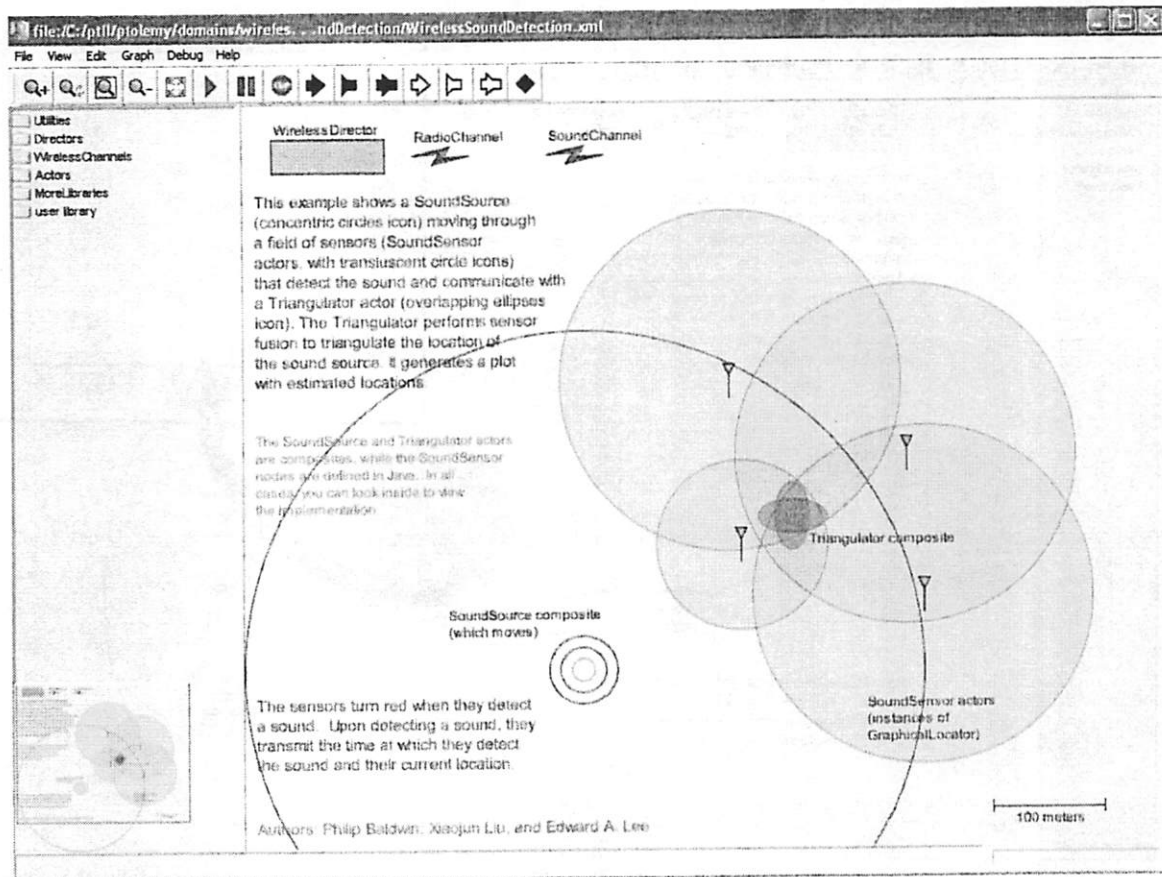 file:/C:/ptII/ptolemy/domains/wireles. . .ndDetection/WirelessSoundDetection.xml
File View Edit Graph Debug Help
Utilities
Directors
WirelessChannels
Actors
MoreLibraries
user library
Wireless Director
RadioChannel
SoundChannel
This example shows a SoundSource
(concentric circles icon) moving through
a field of sensors (SoundSensor
actors, with transluscent circle icons)
that detect the sound and communicate with
a Triangulator actor (overlapping ellipses
icon). The Triangulator performs sensor
fusion to triangulate the location of
the sound source. It generates a plot
with estimated locations.
The SoundSource and Triangulator actors
are composites, while the SoundSensor
nodes are defined in Java. In all
cases, you can look inside to view
the implementation.
Triangulator composite
SoundSource composite
(which moves)
SoundSensor actors
(instances of
GraphicalLocator)
The sensors turn red when they detect
a sound. Upon detecting a sound, they
transmit the time at which they detect
the sound and their current location.
100 meters
Authors: Philip Baldwin, Xiaojun Liu, and Edward A. Lee